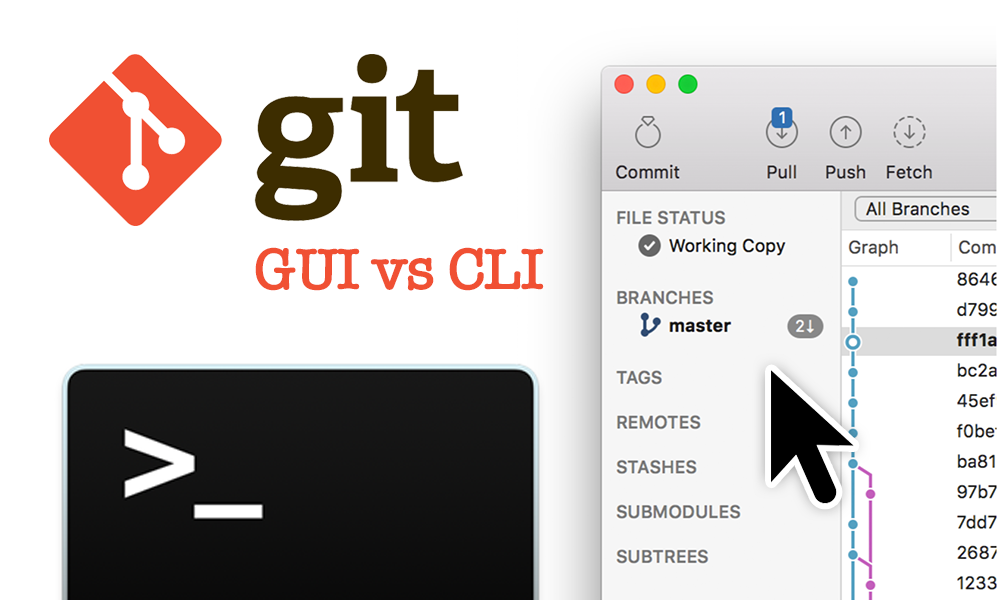 git
GUI vs CLI
>_
1
Commit
Pull
Push
Fetch
FILE STATUS
Working Copy
BRANCHES
master
2↓
TAGS
REMOTES
STASHES
SUBMODULES
SUBTREES
All Branches
Graph
Com
8646
d799
fff1a
bc2a
45ef
f0be
ba81
97b7
7dd7
2687
1233